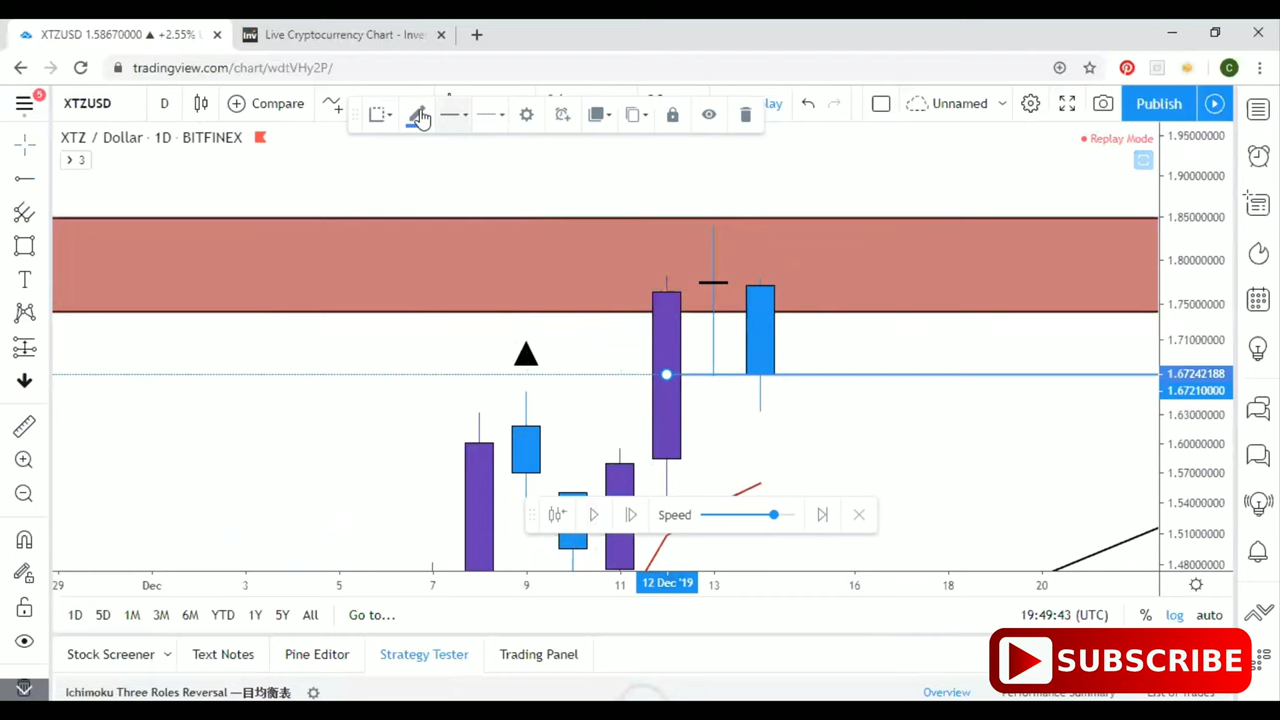 XTZUSD 1.58670000 ▲ +2.55%
Live Cryptocurrency Chart - Inve
tradingview.com/chart/wdtVHy2P/
C
5
XTZUSD
D
Compare
play
Unnamed
Publish
XTZ / Dollar · 1D · BITFINEX
Replay Mode
3
1.95000000
1.90000000
1.85000000
1.80000000
1.75000000
1.71000000
1.67242188
1.67210000
1.63000000
1.60000000
1.57000000
1.54000000
1.51000000
1.48000000
Speed
29
Dec
3
5
7
9
11
12 Dec '19
13
16
18
20
1D 5D 1M 3M 6M YTD 1Y 5Y All Go to...
19:49:43 (UTC) % log auto
Stock Screener Text Notes Pine Editor Strategy Tester Trading Panel
SUBSCRIBE
Ichimoku Three Roles Reversal 一目均衡表
Overview